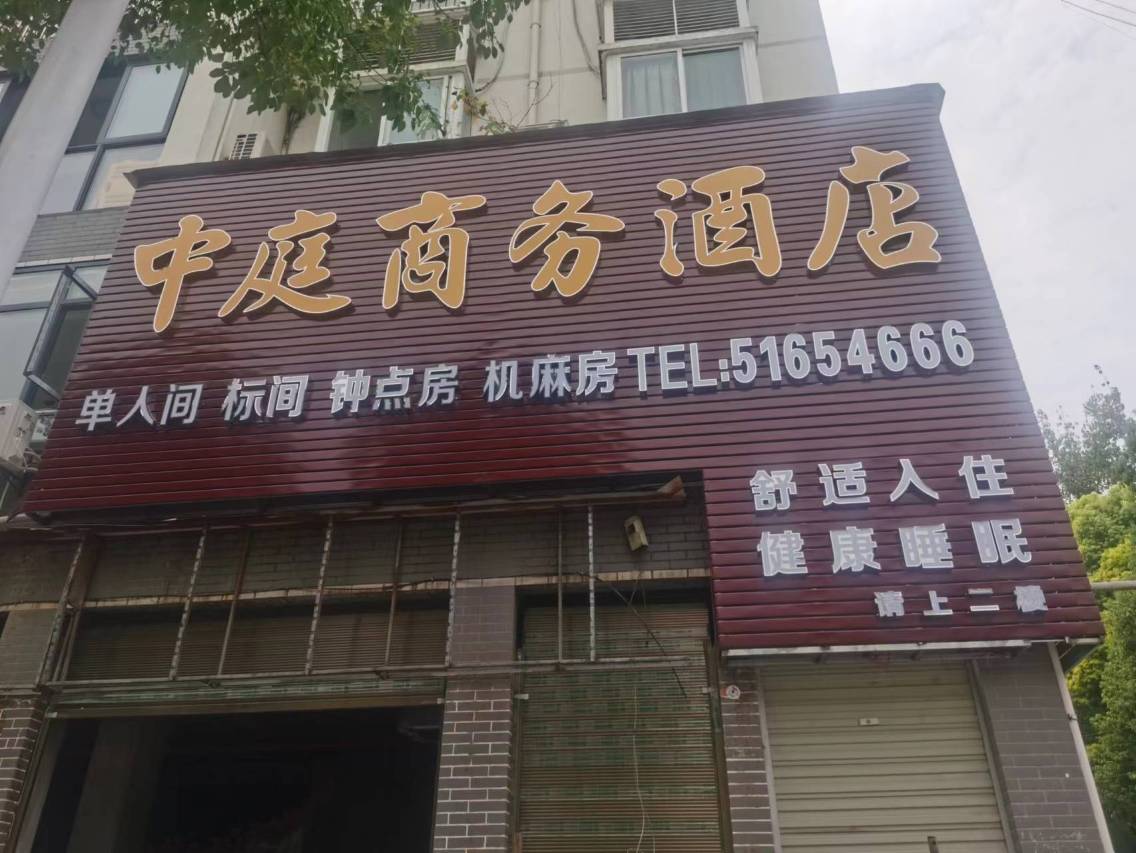 中庭商务酒店
单人间 标间 钟点房 机麻房 TEL:51654666
舒适入住
健康睡眠
请上二楼